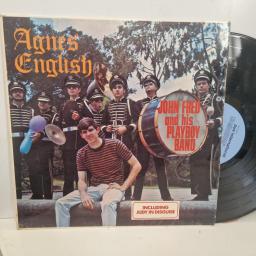 Agnes
English
JOHN FRED
and his
PLAYBOY
BAND
INCLUDING
JUDY IN DISGUISE